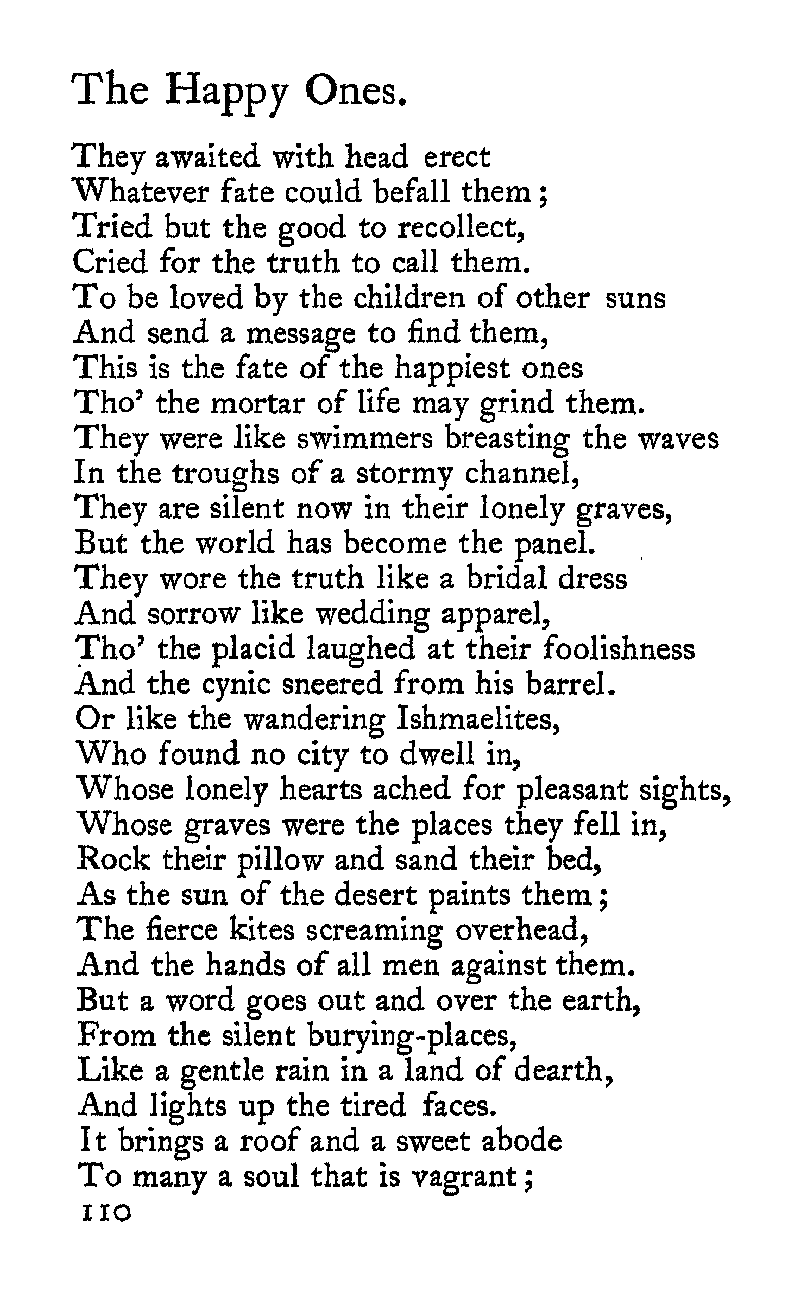 The Happy Ones.
They awaited with head erect
Whatever fate could befall them;
Tried but the good to recollect,
Cried for the truth to call them.
To be loved by the children of other suns
And send a message to find them,
This is the fate of the happiest ones
Tho' the mortar of life may grind them.
They were like swimmers breasting the waves
In the troughs of a stormy channel,
They are silent now in their lonely graves,
But the world has become the panel.
They wore the truth like a bridal dress
And sorrow like wedding apparel,
Tho' the placid laughed at their foolishness
And the cynic sneered from his barrel.
Or like the wandering Ishmaelites,
Who found no city to dwell in,
Whose lonely hearts ached for pleasant sights,
Whose graves were the places they fell in,
Rock their pillow and sand their bed,
As the sun of the desert paints them;
The fierce kites screaming overhead,
And the hands of all men against them.
But a word goes out and over the earth,
From the silent burying-places,
Like a gentle rain in a land of dearth,
And lights up the tired faces.
It brings a roof and a sweet abode
To many a soul that is vagrant;
110